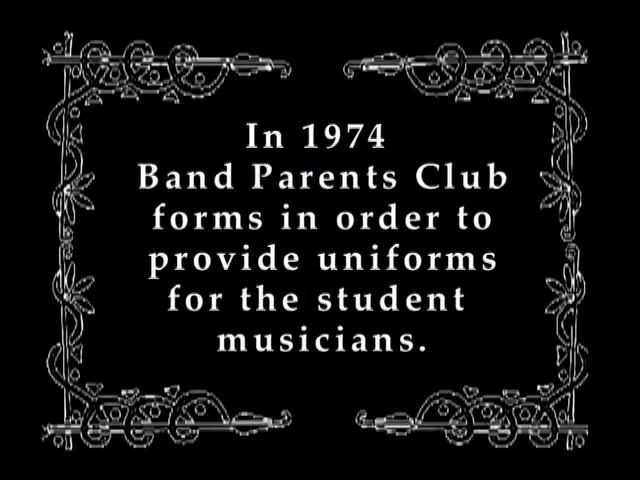 In 1974
Band Parents Club
forms in order to
provide uniforms
for the student
musicians.